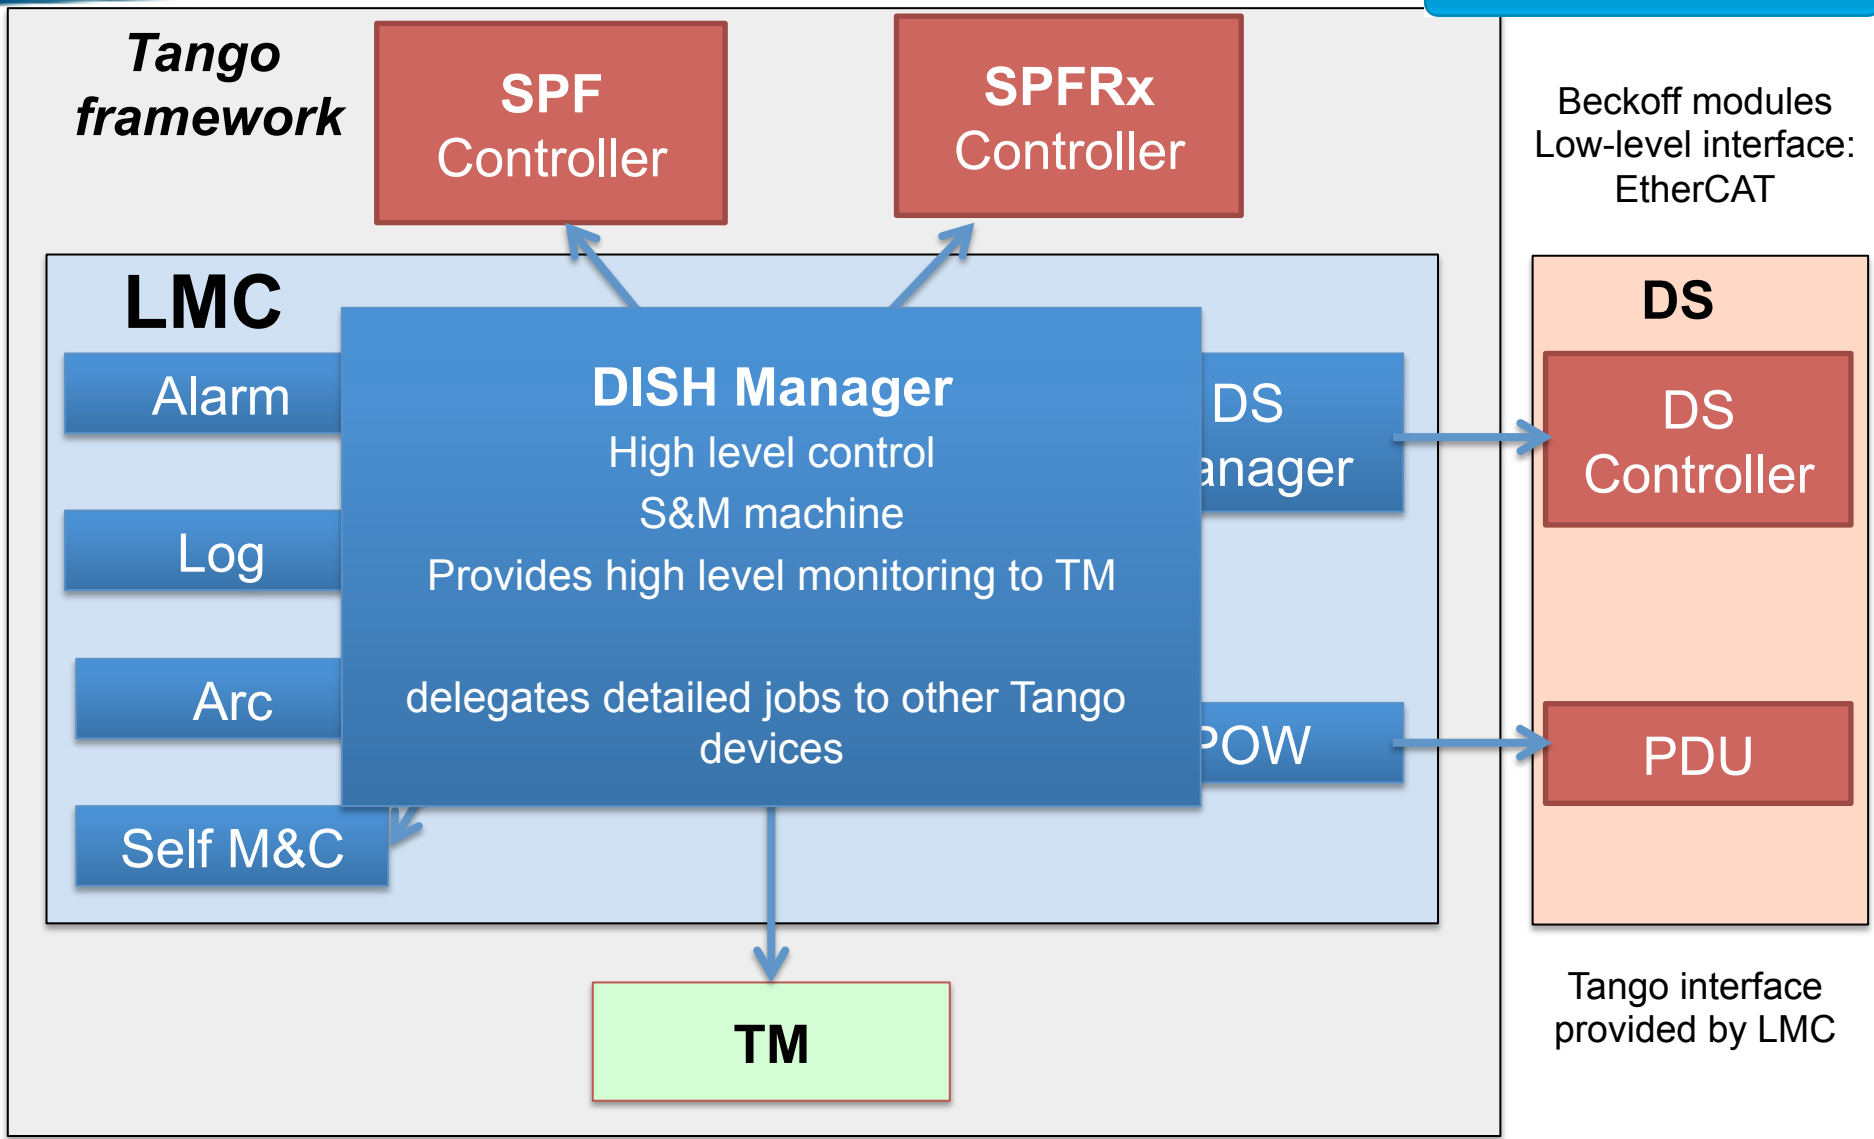 Tango
framework
SPF
Controller
SPFRx
Controller
Beckoff modules
Low-level interface:
EtherCAT
LMC
Alarm
Log
Arc
Self M&C
DISH Manager
High level control
S&M machine
Provides high level monitoring to TM
delegates detailed jobs to other Tango
devices
DS
anager
POW
DS
DS
Controller
PDU
TM
Tango interface
provided by LMC